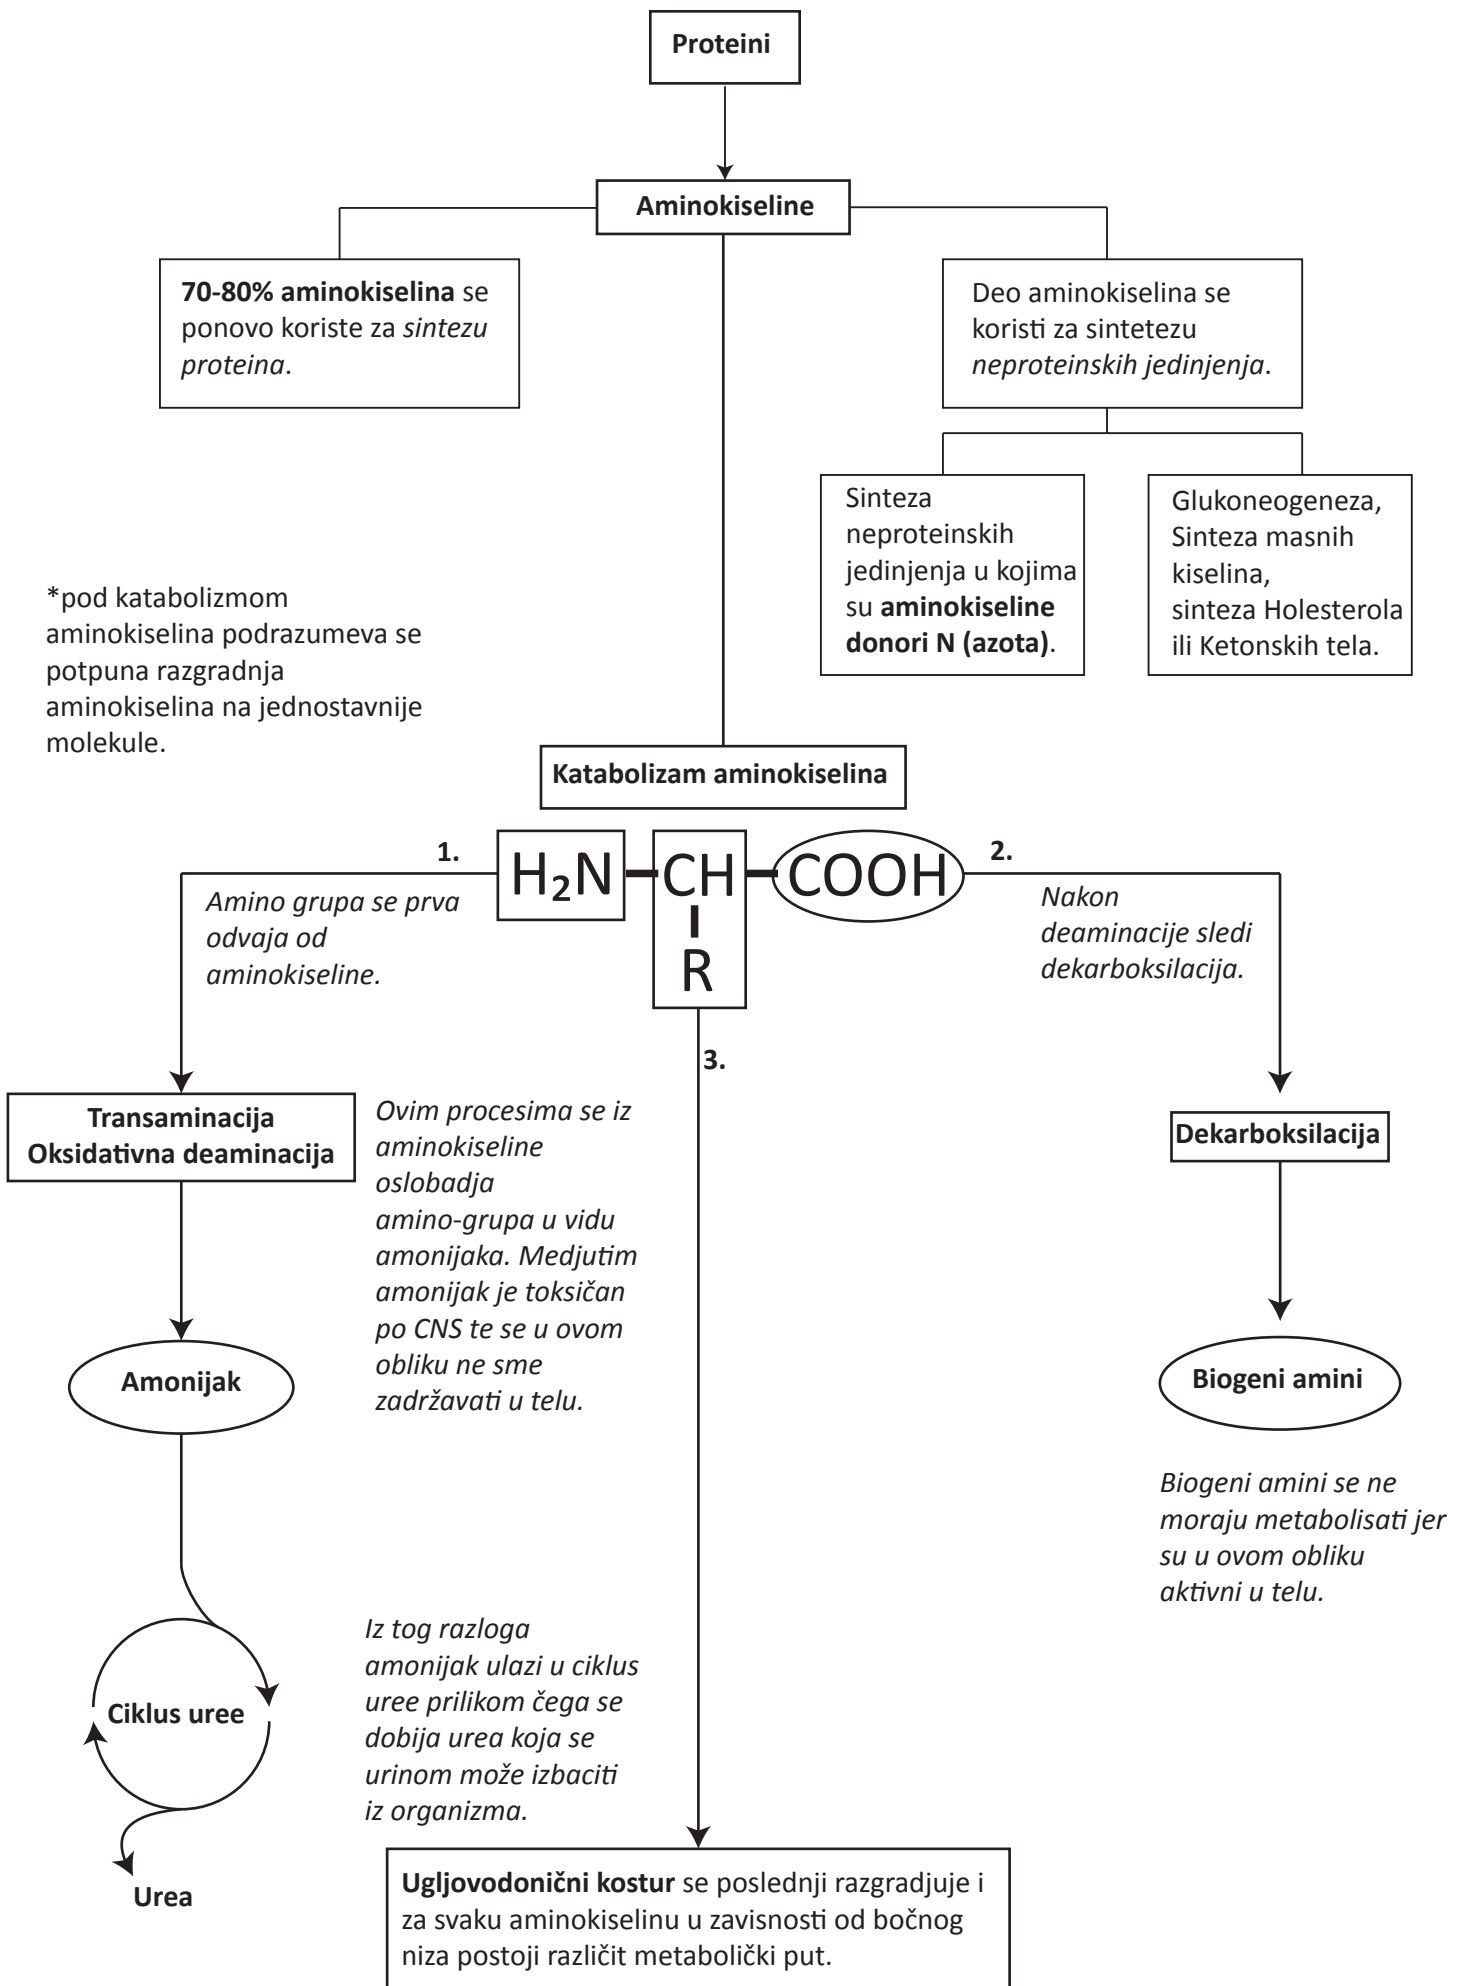 Proteini
Aminokiseline
70-80% aminokiselina se
ponovo koriste za sintezu
proteina.
Deo aminokiselina se
koristi za sintetezu
neproteinskih jedinjenja.
Sinteza
neproteinskih
jedinjenja u kojima
su aminokiseline
donori N (azota).
Glukoneogeneza,
Sinteza masnih
kiselina,
sinteza Holesterola
ili Ketonskih tela.
*pod katabolizmom
aminokiselina podrazumeva se
potpuna razgradnja
aminokiselina na jednostavnije
molekule.
Katabolizam aminokiselina
1.
H₂N CH COOH
R
2.
Amino grupa se prva
odvaja od
aminokiseline.
Nakon
deaminacije sledi
dekarboksilacija.
3.
Transaminacija
Oksidativna deaminacija
Ovim procesima se iz
aminokiseline
oslobadja
amino-grupa u vidu
amonijaka. Medjutim
amonijak je toksičan
po CNS te se u ovom
obliku ne sme
zadržavati u telu.
Dekarboksilacija
Amonijak
Biogeni amini
Biogeni amini se ne
moraju metabolisati jer
su u ovom obliku
aktivni u telu.
Iz tog razloga
amonijak ulazi u ciklus
uree prilikom čega se
dobija urea koja se
urinom može izbaciti
iz organizma.
Ciklus uree
Urea
Ugljovodonični kostur se poslednji razgradjuje i
za svaku aminokiselinu u zavisnosti od bočnog
niza postoji različit metabolički put.